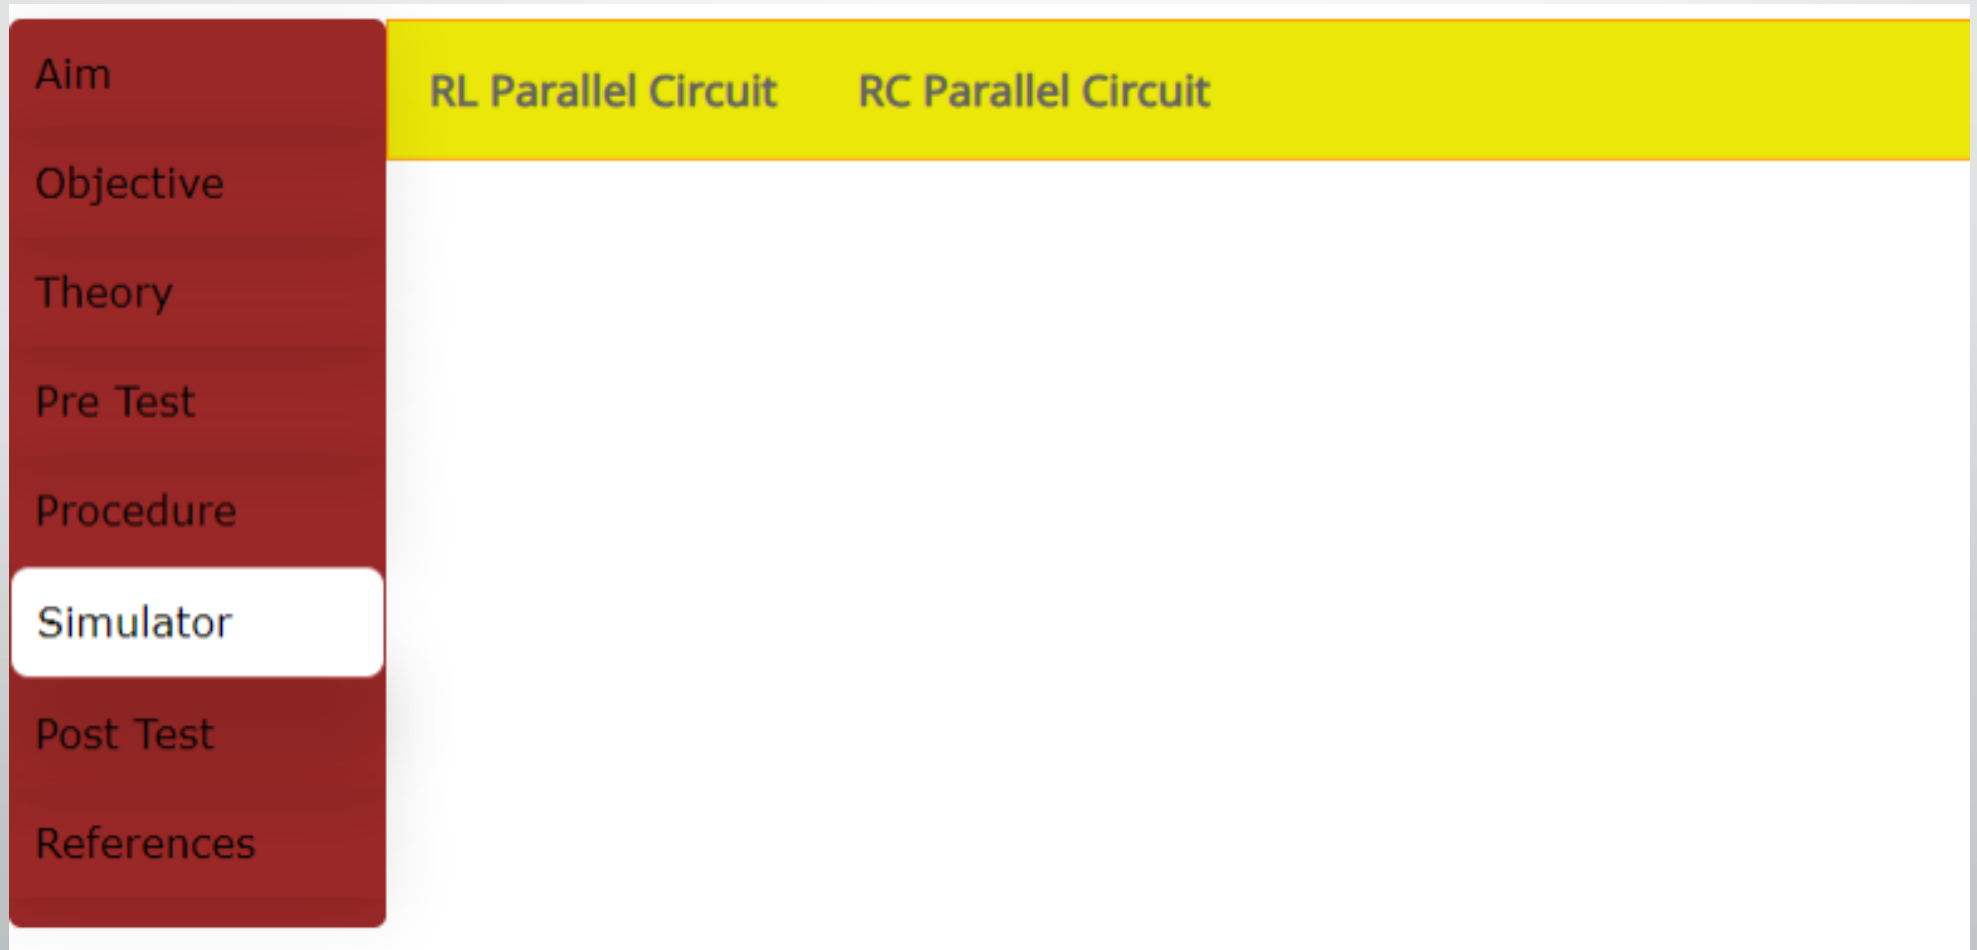 Aim
Objective
Theory
Pre Test
Procedure
Simulator
Post Test
References
RL Parallel Circuit
RC Parallel Circuit